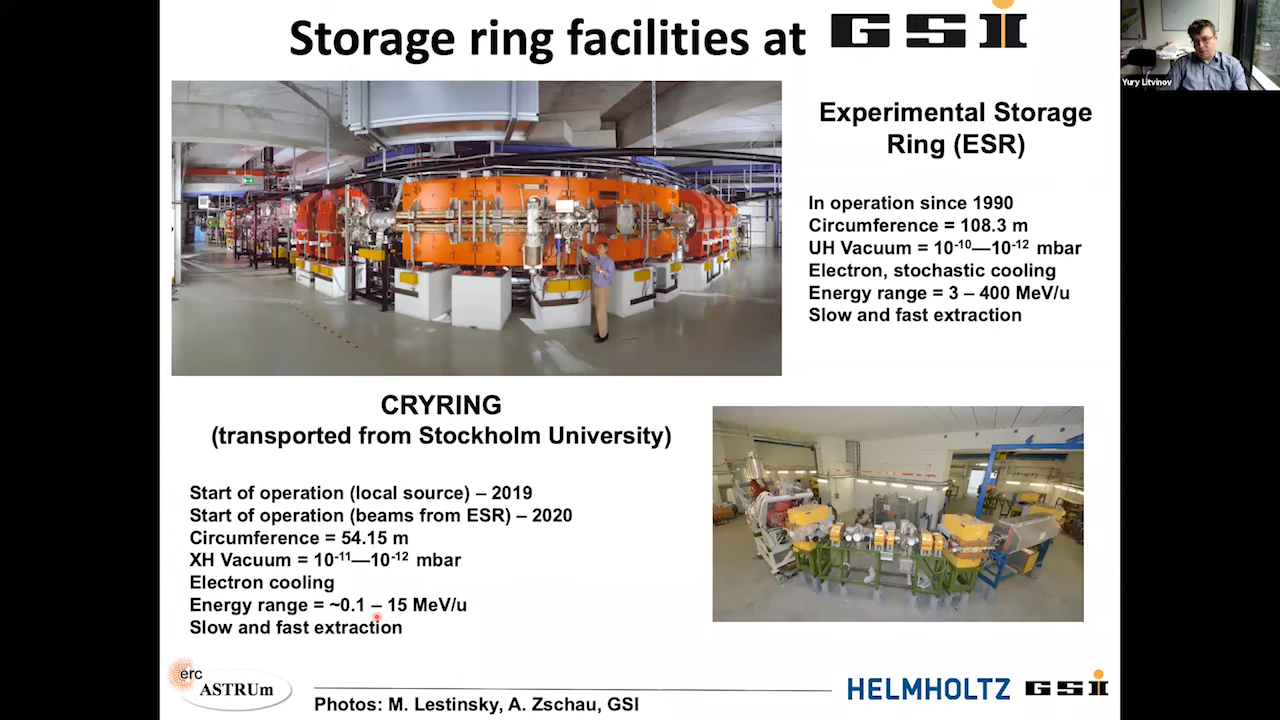 Storage ring facilities at GSI
Yury Litvinov
Experimental Storage
Ring (ESR)
In operation since 1990
Circumference = 108.3 m
UH Vacuum = 10⁻¹⁰—10⁻¹² mbar
Electron, stochastic cooling
Energy range = 3 – 400 MeV/u
Slow and fast extraction
CRYRING
(transported from Stockholm University)
Start of operation (local source) – 2019
Start of operation (beams from ESR) – 2020
Circumference = 54.15 m
XH Vacuum = 10⁻¹¹—10⁻¹² mbar
Electron cooling
Energy range = ~0.1 – 15 MeV/u
Slow and fast extraction
erc
ASTRUm
Photos: M. Lestinsky, A. Zschau, GSI
HELMHOLTZ GSI